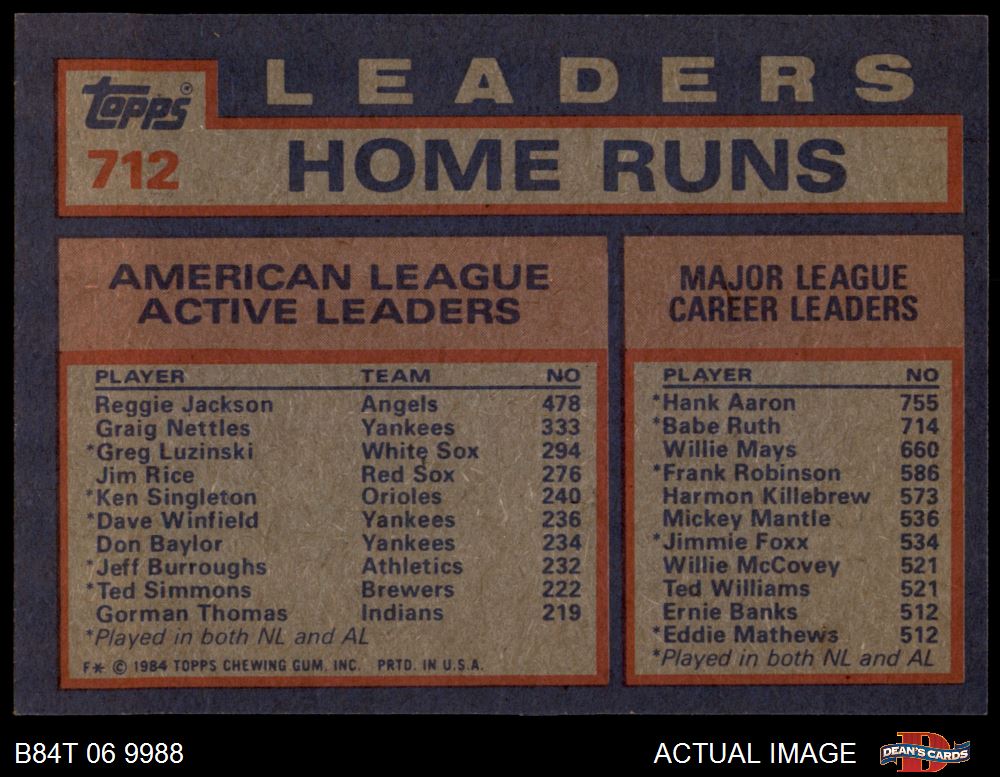 LEADERS
topps®
712
HOME RUNS
AMERICAN LEAGUE
ACTIVE LEADERS
PLAYER TEAM NO
Reggie Jackson Angels 478
Graig Nettles Yankees 333
*Greg Luzinski White Sox 294
Jim Rice Red Sox 276
*Ken Singleton Orioles 240
*Dave Winfield Yankees 236
Don Baylor Yankees 234
*Jeff Burroughs Athletics 232
*Ted Simmons Brewers 222
Gorman Thomas Indians 219
*Played in both NL and AL
F* © 1984 TOPPS CHEWING GUM, INC. PRTD. IN U.S.A.
MAJOR LEAGUE
CAREER LEADERS
PLAYER NO
*Hank Aaron 755
*Babe Ruth 714
Willie Mays 660
*Frank Robinson 586
Harmon Killebrew 573
Mickey Mantle 536
*Jimmie Foxx 534
Willie McCovey 521
Ted Williams 521
Ernie Banks 512
*Eddie Mathews 512
*Played in both NL and AL
B84T 06 9988
ACTUAL IMAGE
DEAN'S CARDS